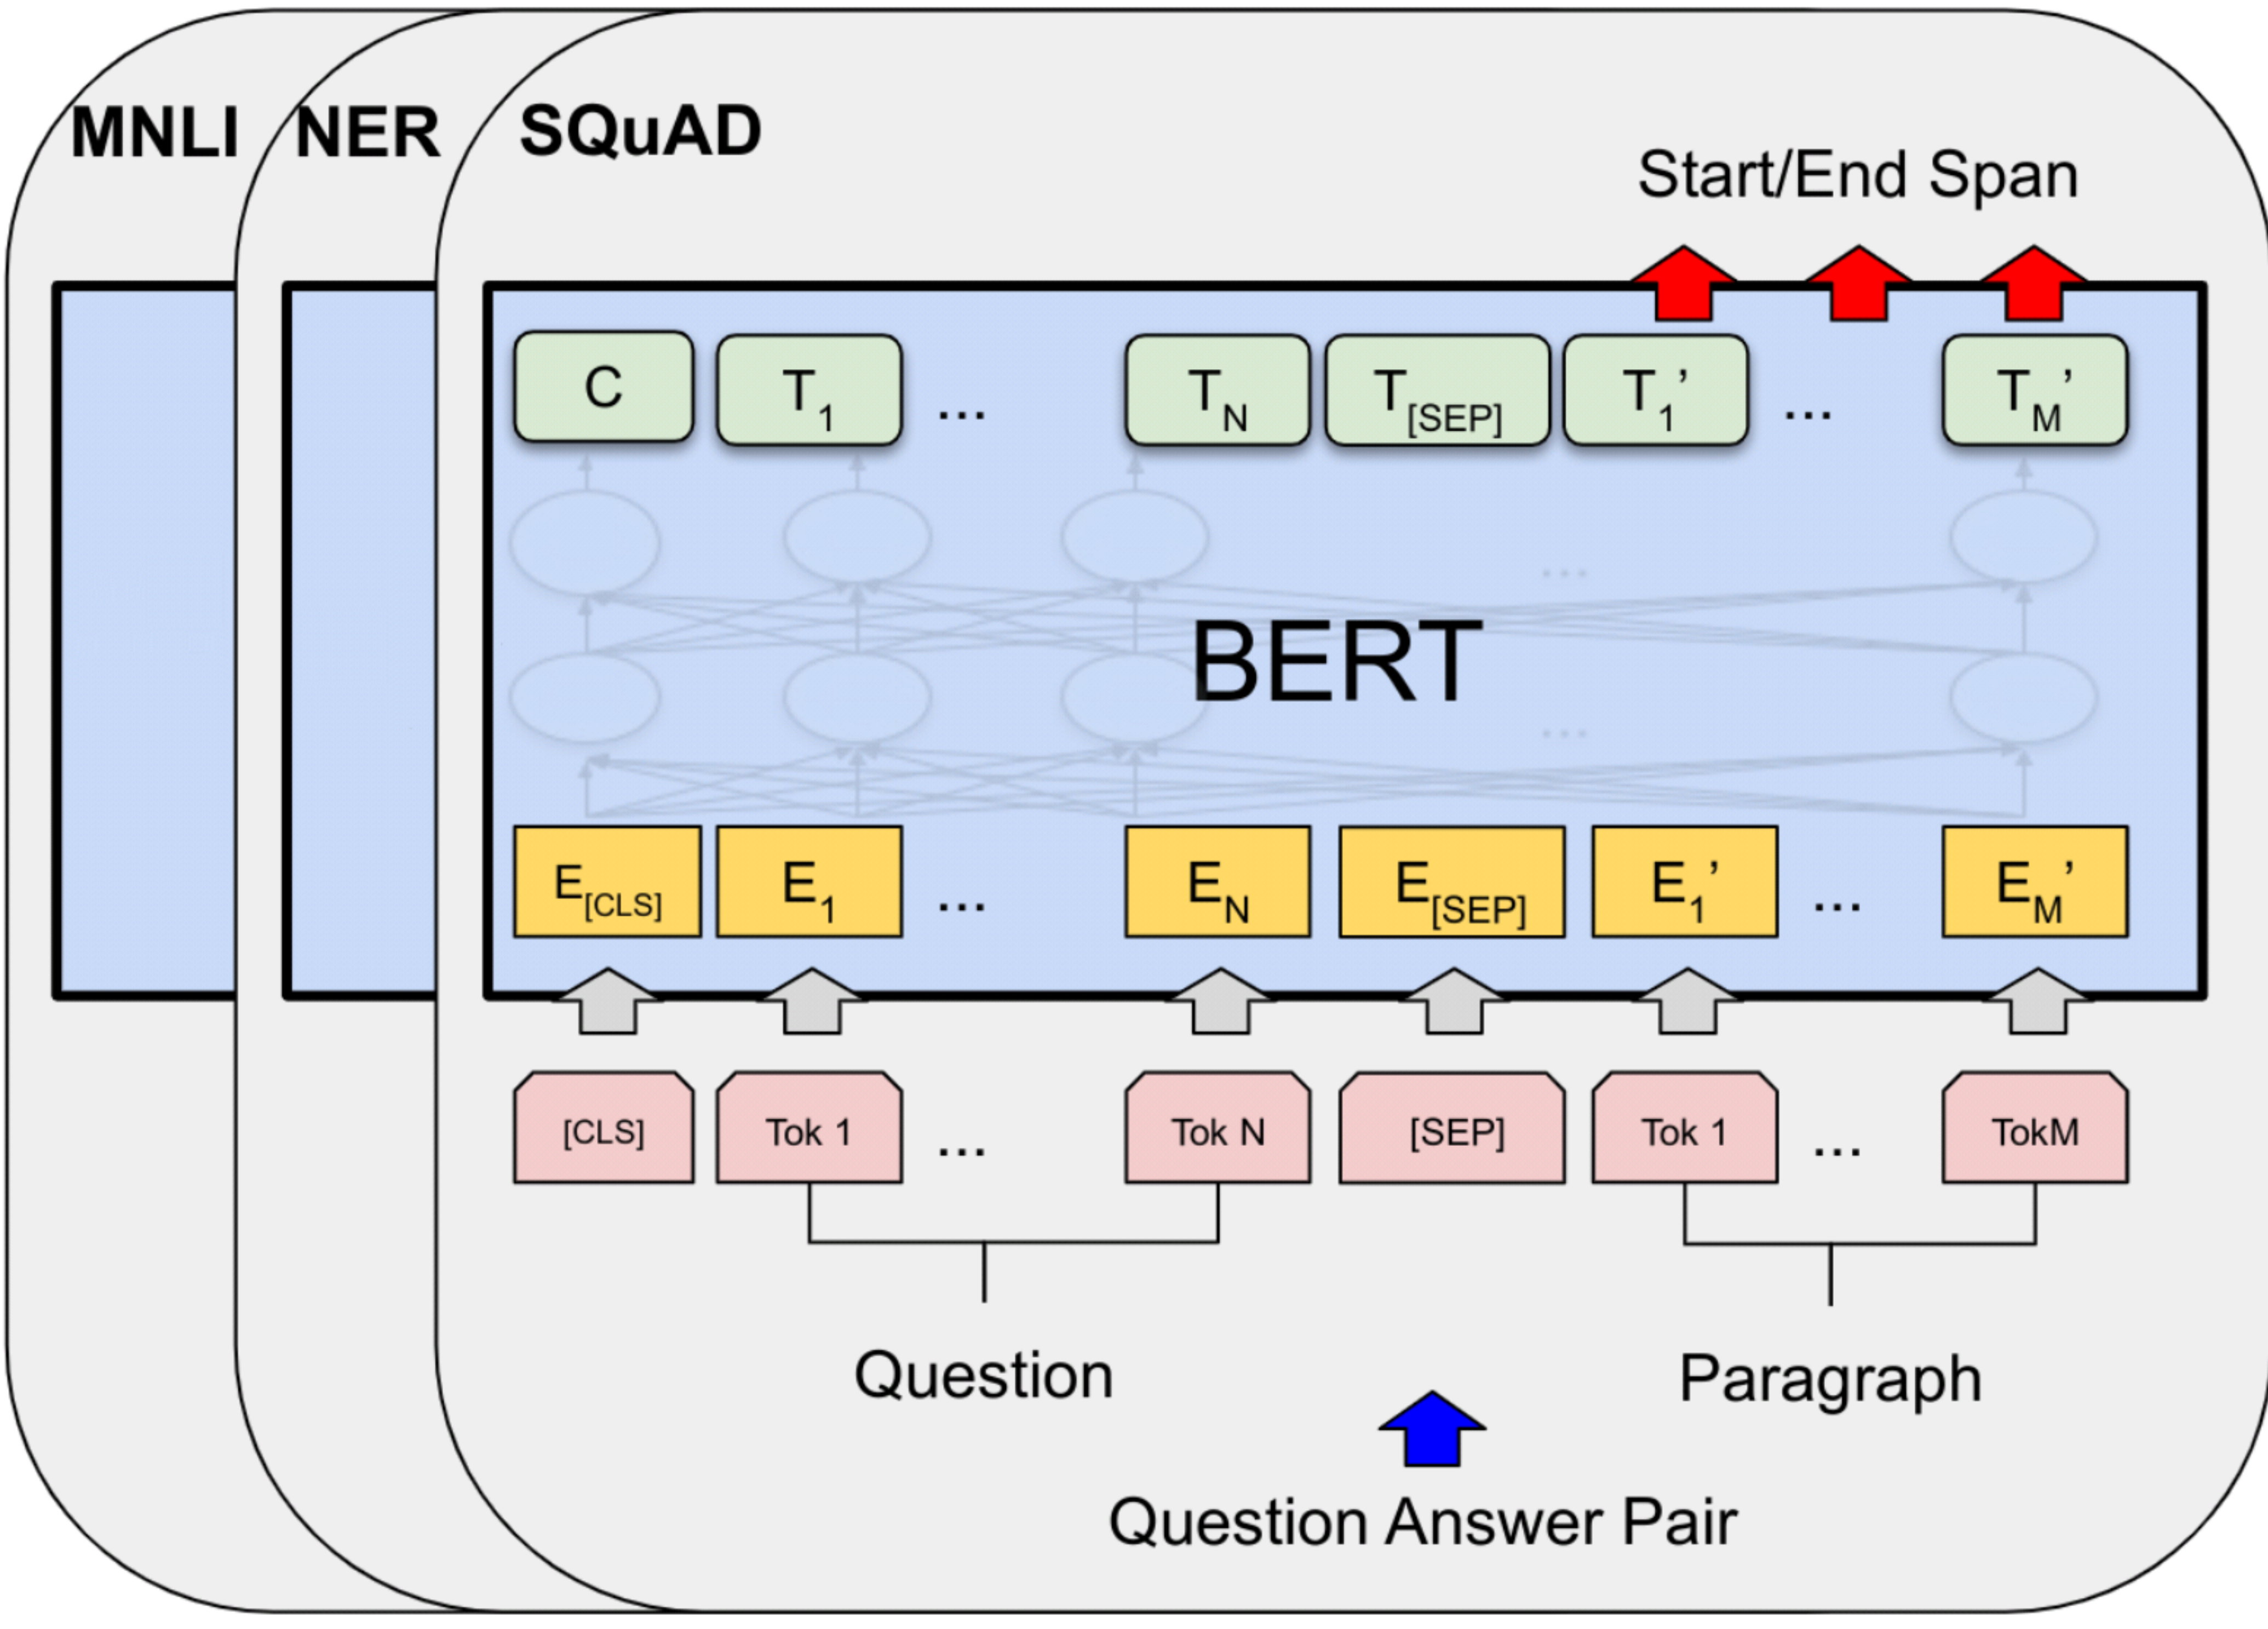 MNLI NER SQuAD
Start/End Span
C T1 ... TN T[SEP] T1’ ... TM’
...
BERT
...
E[CLS] E1 ... EN E[SEP] E1’ ... EM’
[CLS] Tok 1 ... Tok N [SEP] Tok 1 ... TokM
Question Paragraph
Question Answer Pair